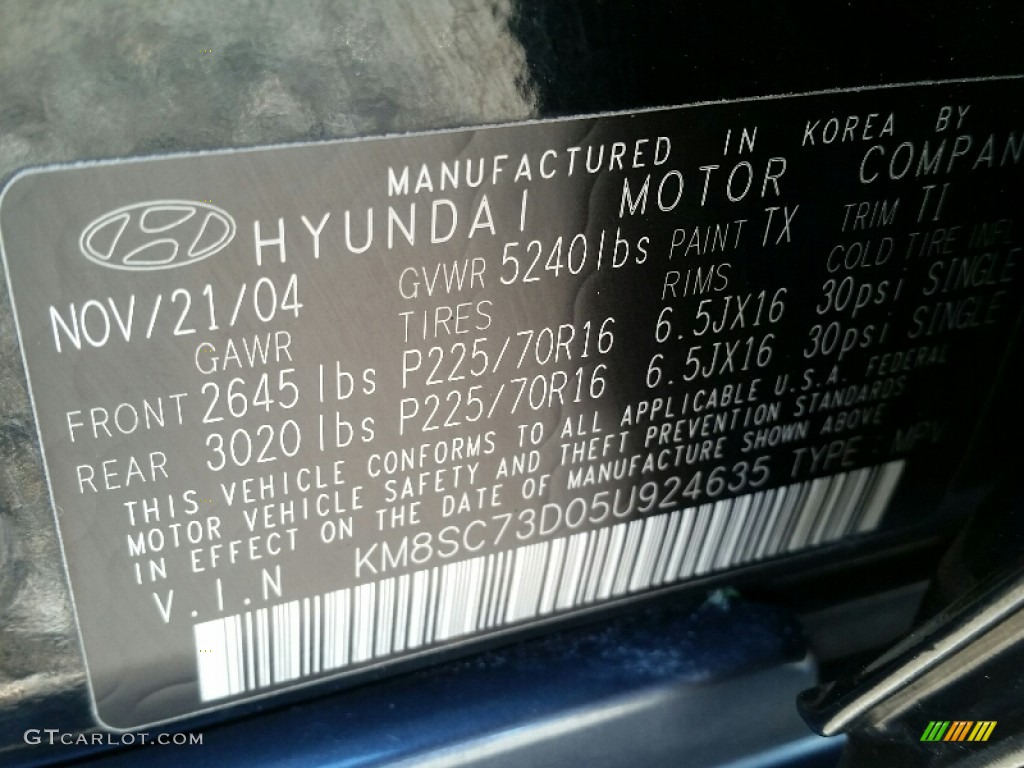 MANUFACTURED IN KOREA BY
HYUNDAI MOTOR COMPAN
NOV/21/04 GVWR 5240lbs PAINT TX TRIM TI
GAWR TIRES RIMS COLD TIRE INFL
FRONT 2645 lbs P225/70R16 6.5JX16 30psi SINGLE
REAR 3020 lbs P225/70R16 6.5JX16 30psi SINGLE
THIS VEHICLE CONFORMS TO ALL APPLICABLE U.S.A. FEDERAL
MOTOR VEHICLE SAFETY AND THEFT PREVENTION STANDARDS
IN EFFECT ON THE DATE OF MANUFACTURE SHOWN ABOVE
V.I.N KM8SC73D05U924635 TYPE : MPV
GTCARLOT.COM